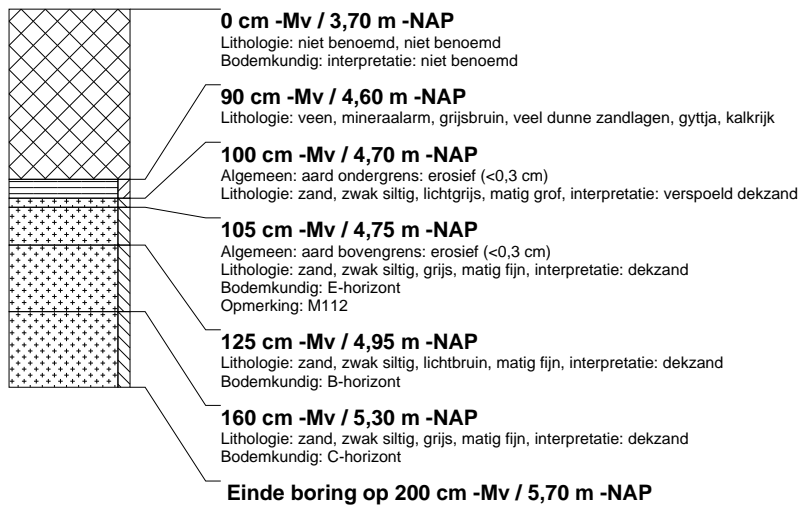 0 cm -Mv / 3,70 m -NAP
Lithologie: niet benoemd, niet benoemd
Bodemkundig: interpretatie: niet benoemd
90 cm -Mv / 4,60 m -NAP
Lithologie: veen, mineraalarm, grijsbruin, veel dunne zandlagen, gyttja, kalkrijk
100 cm -Mv / 4,70 m -NAP
Algemeen: aard ondergrens: erosief (<0,3 cm)
Lithologie: zand, zwak siltig, lichtgrijs, matig grof, interpretatie: verspoeld dekzand
105 cm -Mv / 4,75 m -NAP
Algemeen: aard bovengrens: erosief (<0,3 cm)
Lithologie: zand, zwak siltig, grijs, matig fijn, interpretatie: dekzand
Bodemkundig: E-horizont
Opmerking: M112
125 cm -Mv / 4,95 m -NAP
Lithologie: zand, zwak siltig, lichtbruin, matig fijn, interpretatie: dekzand
Bodemkundig: B-horizont
160 cm -Mv / 5,30 m -NAP
Lithologie: zand, zwak siltig, grijs, matig fijn, interpretatie: dekzand
Bodemkundig: C-horizont
Einde boring op 200 cm -Mv / 5,70 m -NAP